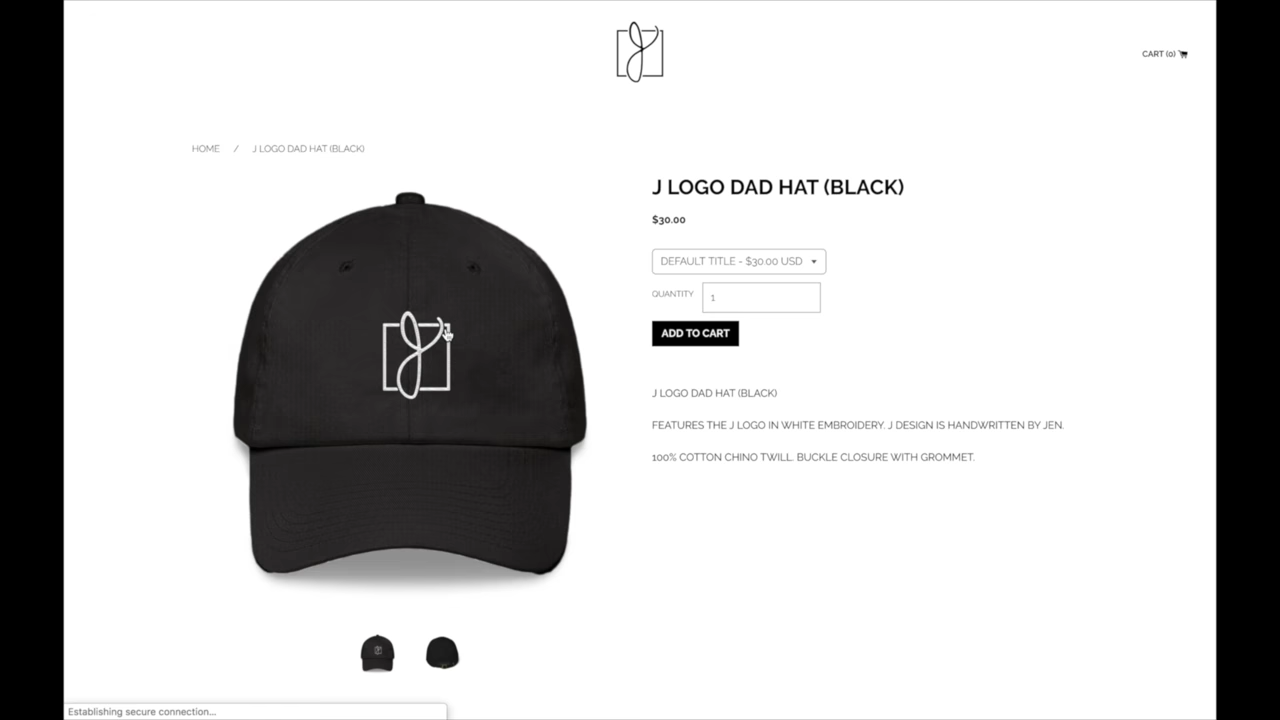 CART (0)
HOME / J LOGO DAD HAT (BLACK)
J LOGO DAD HAT (BLACK)
$30.00
DEFAULT TITLE - $30.00 USD
QUANTITY 1
ADD TO CART
J LOGO DAD HAT (BLACK)
FEATURES THE J LOGO IN WHITE EMBROIDERY. J DESIGN IS HANDWRITTEN BY JEN.
100% COTTON CHINO TWILL. BUCKLE CLOSURE WITH GROMMET.
Establishing secure connection...